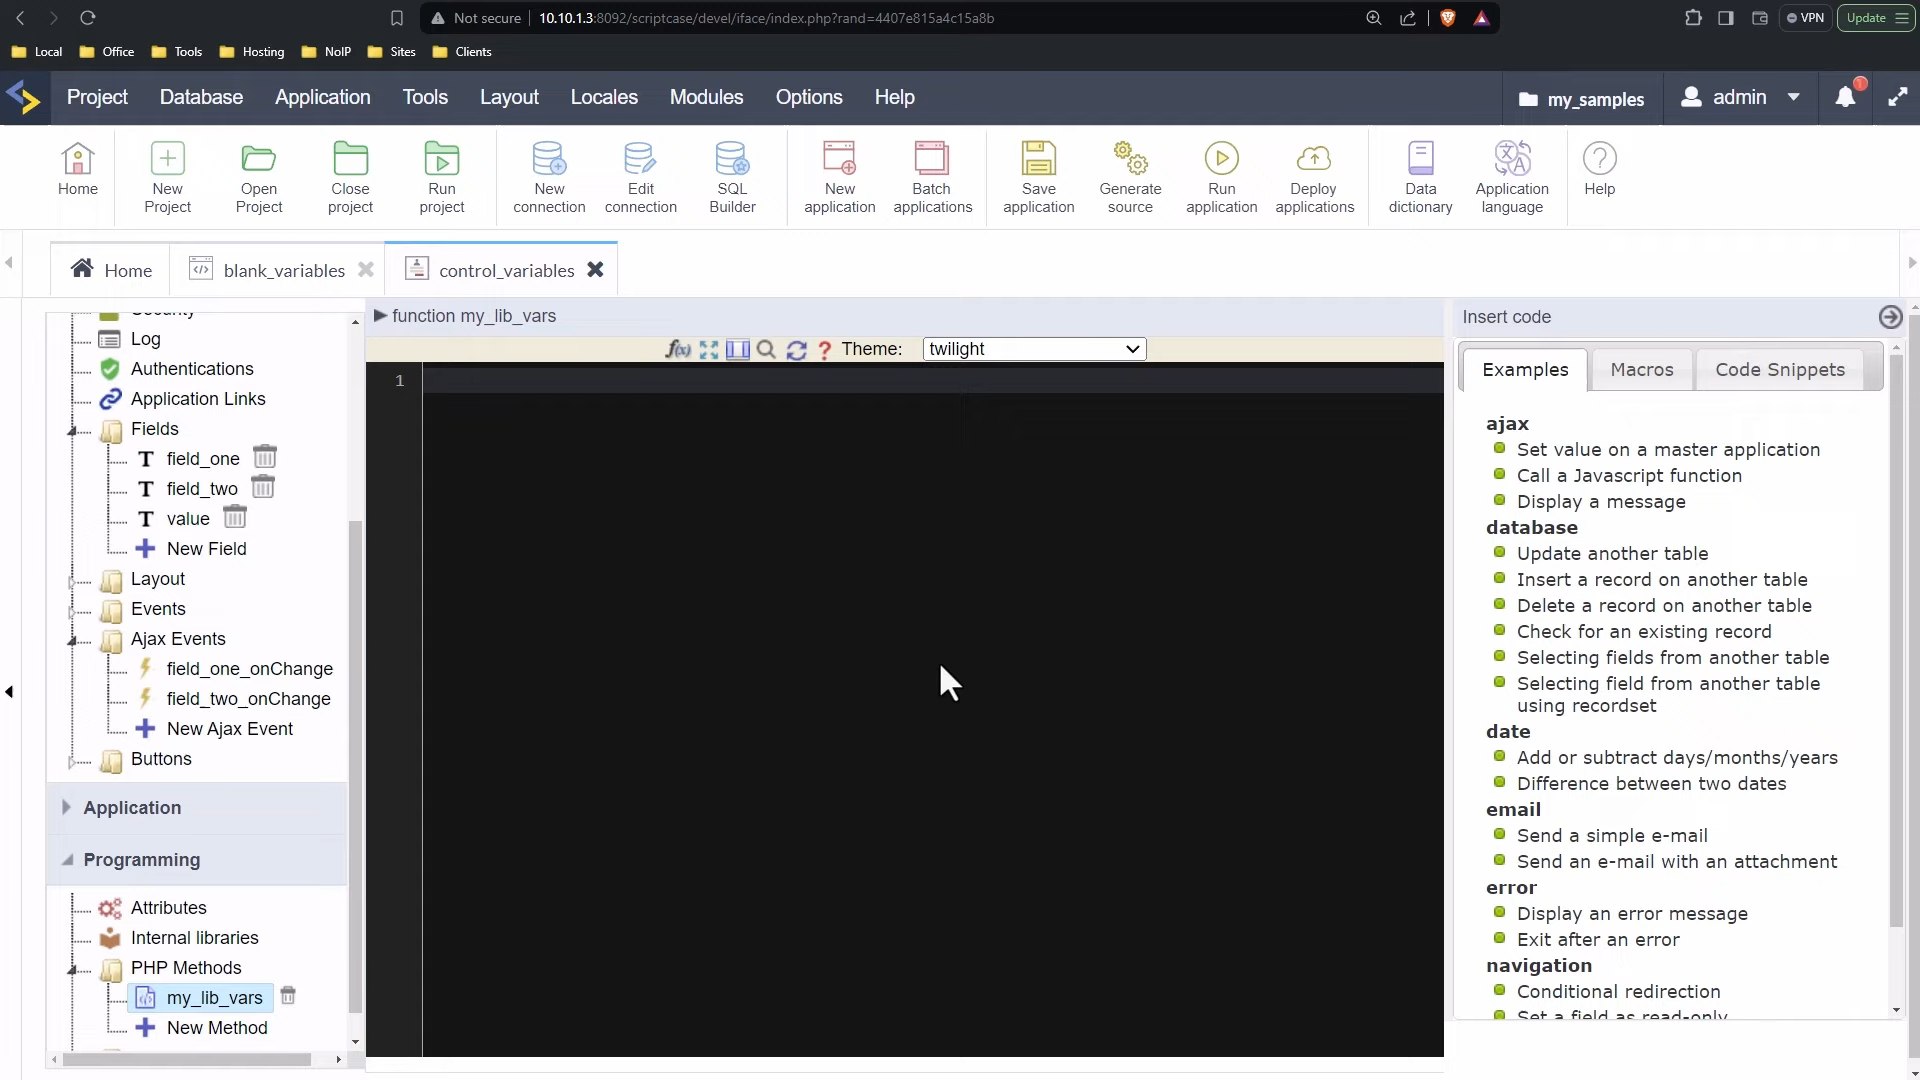 Not secure
10.10.1.3:8092/scriptcase/devel/iface/index.php?rand=4407e815a4c15a8b
VPN
Update
Local
Office
Tools
Hosting
NoIP
Sites
Clients
Project
Database
Application
Tools
Layout
Locales
Modules
Options
Help
my_samples
admin
1
Home
New Project
Open Project
Close project
Run project
New connection
Edit connection
SQL Builder
New application
Batch applications
Save application
Generate source
Run application
Deploy applications
Data dictionary
Application language
Help
Home
blank_variables
control_variables
Security
Log
Authentications
Application Links
Fields
field_one
field_two
value
New Field
Layout
Events
Ajax Events
field_one_onChange
field_two_onChange
New Ajax Event
Buttons
Application
Programming
Attributes
Internal libraries
PHP Methods
my_lib_vars
New Method
function my_lib_vars
f(x)
Theme:
twilight
1
Insert code
Examples
Macros
Code Snippets
ajax
Set value on a master application
Call a Javascript function
Display a message
database
Update another table
Insert a record on another table
Delete a record on another table
Check for an existing record
Selecting fields from another table
Selecting field from another table
using recordset
date
Add or subtract days/months/years
Difference between two dates
email
Send a simple e-mail
Send an e-mail with an attachment
error
Display an error message
Exit after an error
navigation
Conditional redirection
Set a field as read-only